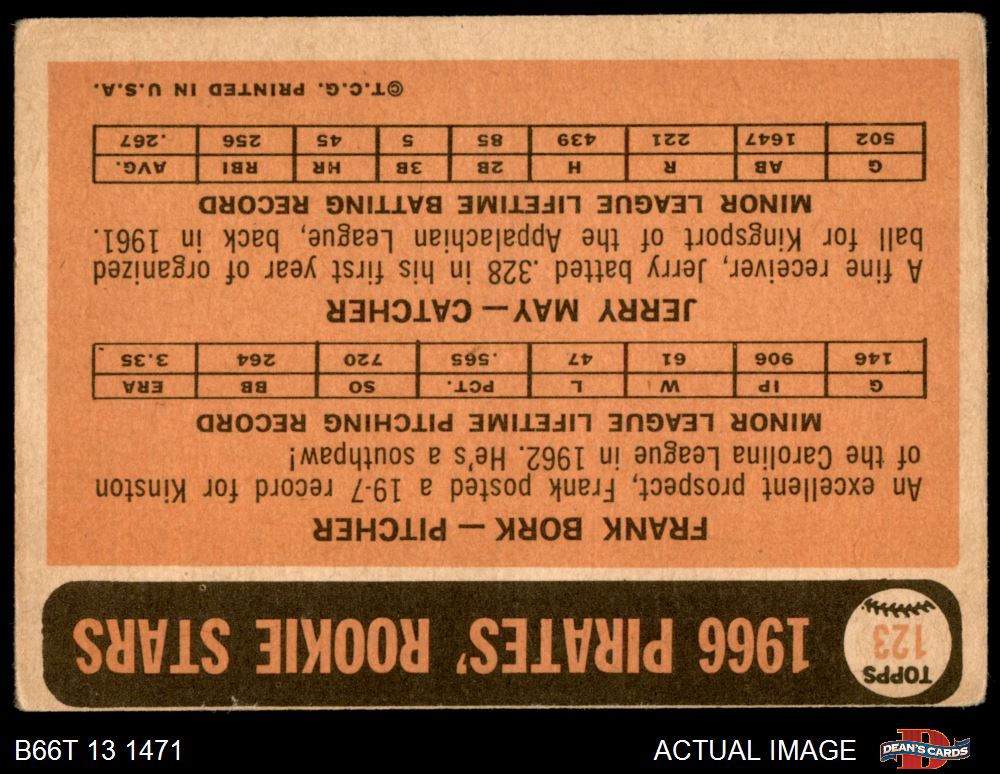 TOPPS
123
1966 PIRATES' ROOKIE STARS
FRANK BORK — PITCHER
An excellent prospect, Frank posted a 19-7 record for Kinston
of the Carolina League in 1962. He's a southpaw!
MINOR LEAGUE LIFETIME PITCHING RECORD
G IP W L PCT. SO BB ERA
146 906 61 47 .565 720 264 3.35
JERRY MAY — CATCHER
A fine receiver, Jerry batted .328 in his first year of organized
ball for Kingsport of the Appalachian League, back in 1961.
MINOR LEAGUE LIFETIME BATTING RECORD
G AB R H 2B 3B HR RBI AVG.
502 1647 221 439 85 5 45 256 .267
©T.C.G. PRINTED IN U.S.A.
B66T 13 1471
ACTUAL IMAGE
D
DEAN'S CARDS